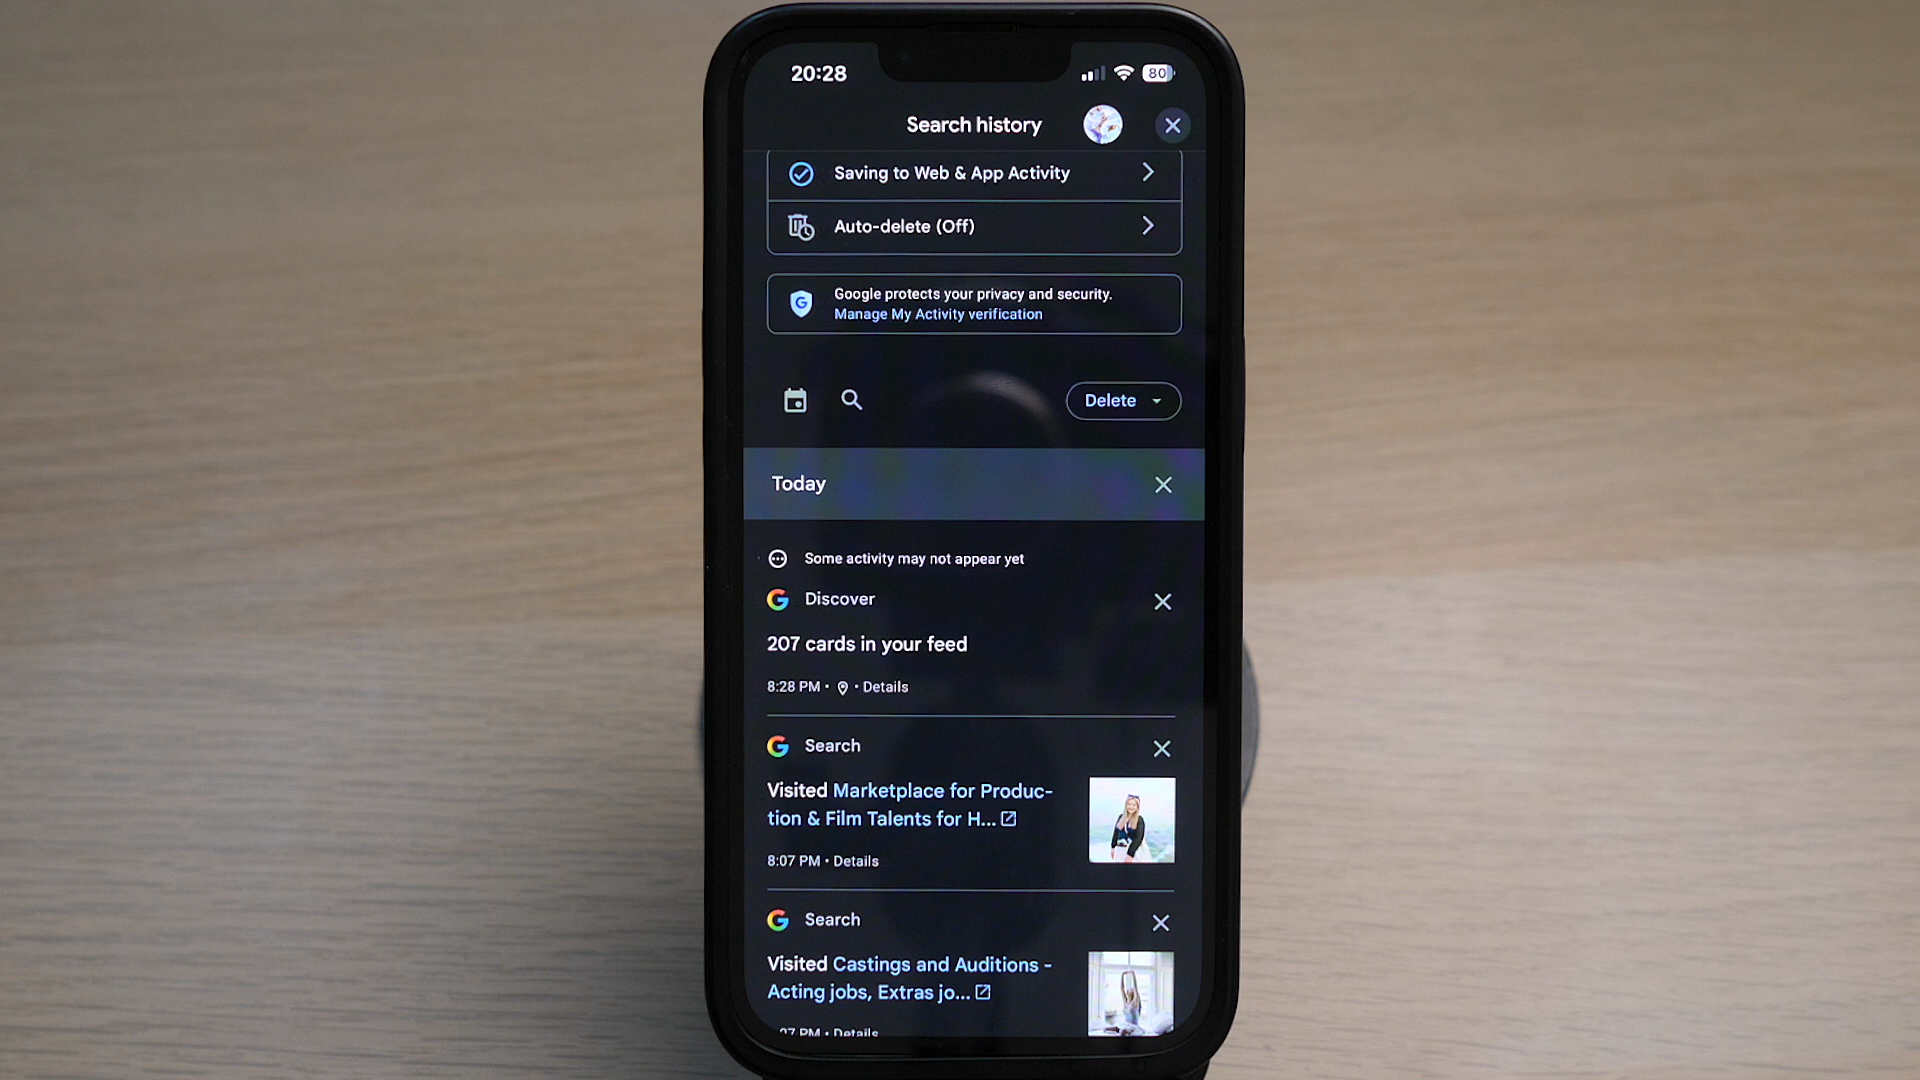 20:28
80
Search history
Saving to Web & App Activity
Auto-delete (Off)
Google protects your privacy and security.
Manage My Activity verification
Delete
Today
Some activity may not appear yet
Discover
207 cards in your feed
8:28 PM • • Details
Search
Visited Marketplace for Produc-
tion & Film Talents for H...
8:07 PM • Details
Search
Visited Castings and Auditions -
Acting jobs, Extras jo...
PM • Details